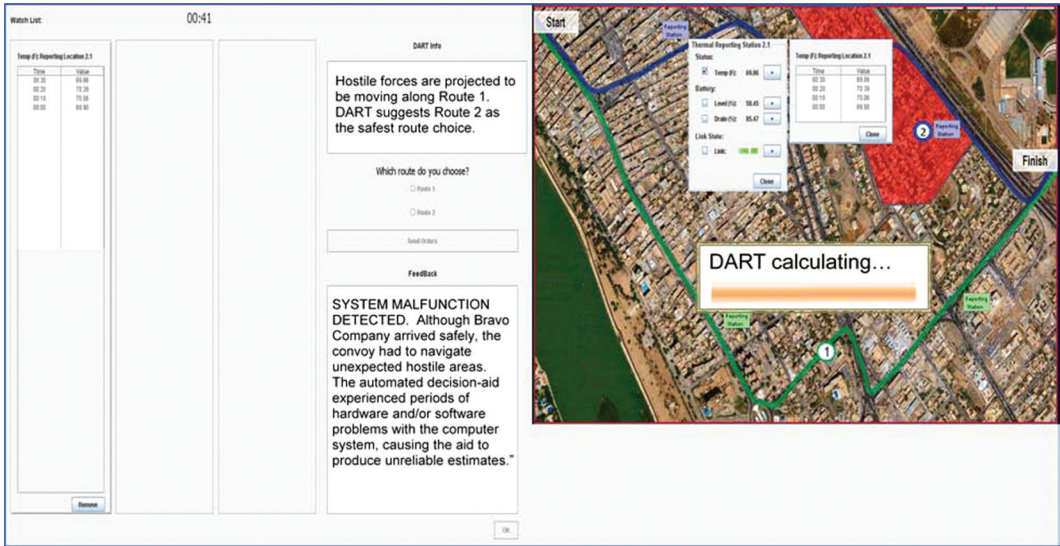 Watch List:
00:41
Temp (F): Reporting Location 2.1
Time Value
00:30 69.86
00:20 70.39
00:10 70.06
00:00 69.90
Remove
DART Info
Hostile forces are projected to
be moving along Route 1.
DART suggests Route 2 as
the safest route choice.
Which route do you choose?
Route 1
Route 2
Send Orders
FeedBack
SYSTEM MALFUNCTION
DETECTED.  Although Bravo
Company arrived safely, the
convoy had to navigate
unexpected hostile areas.
The automated decision-aid
experienced periods of
hardware and/or software
problems with the computer
system, causing the aid to
produce unreliable estimates.”
Ok
Start
Reporting
Station
Thermal Reporting Station 2.1
Status:
Temp (F): 69.86
Battery:
Level (%): 58.45
Drain (%): 85.47
Link State:
Link:
Close
Temp (F): Reporting Location 2.1
Time Value
00:30 69.86
00:20 70.39
00:10 70.06
00:00 69.90
Close
2
Reporting
Station
Finish
DART calculating...
Reporting
Station
Reporting
Station
1